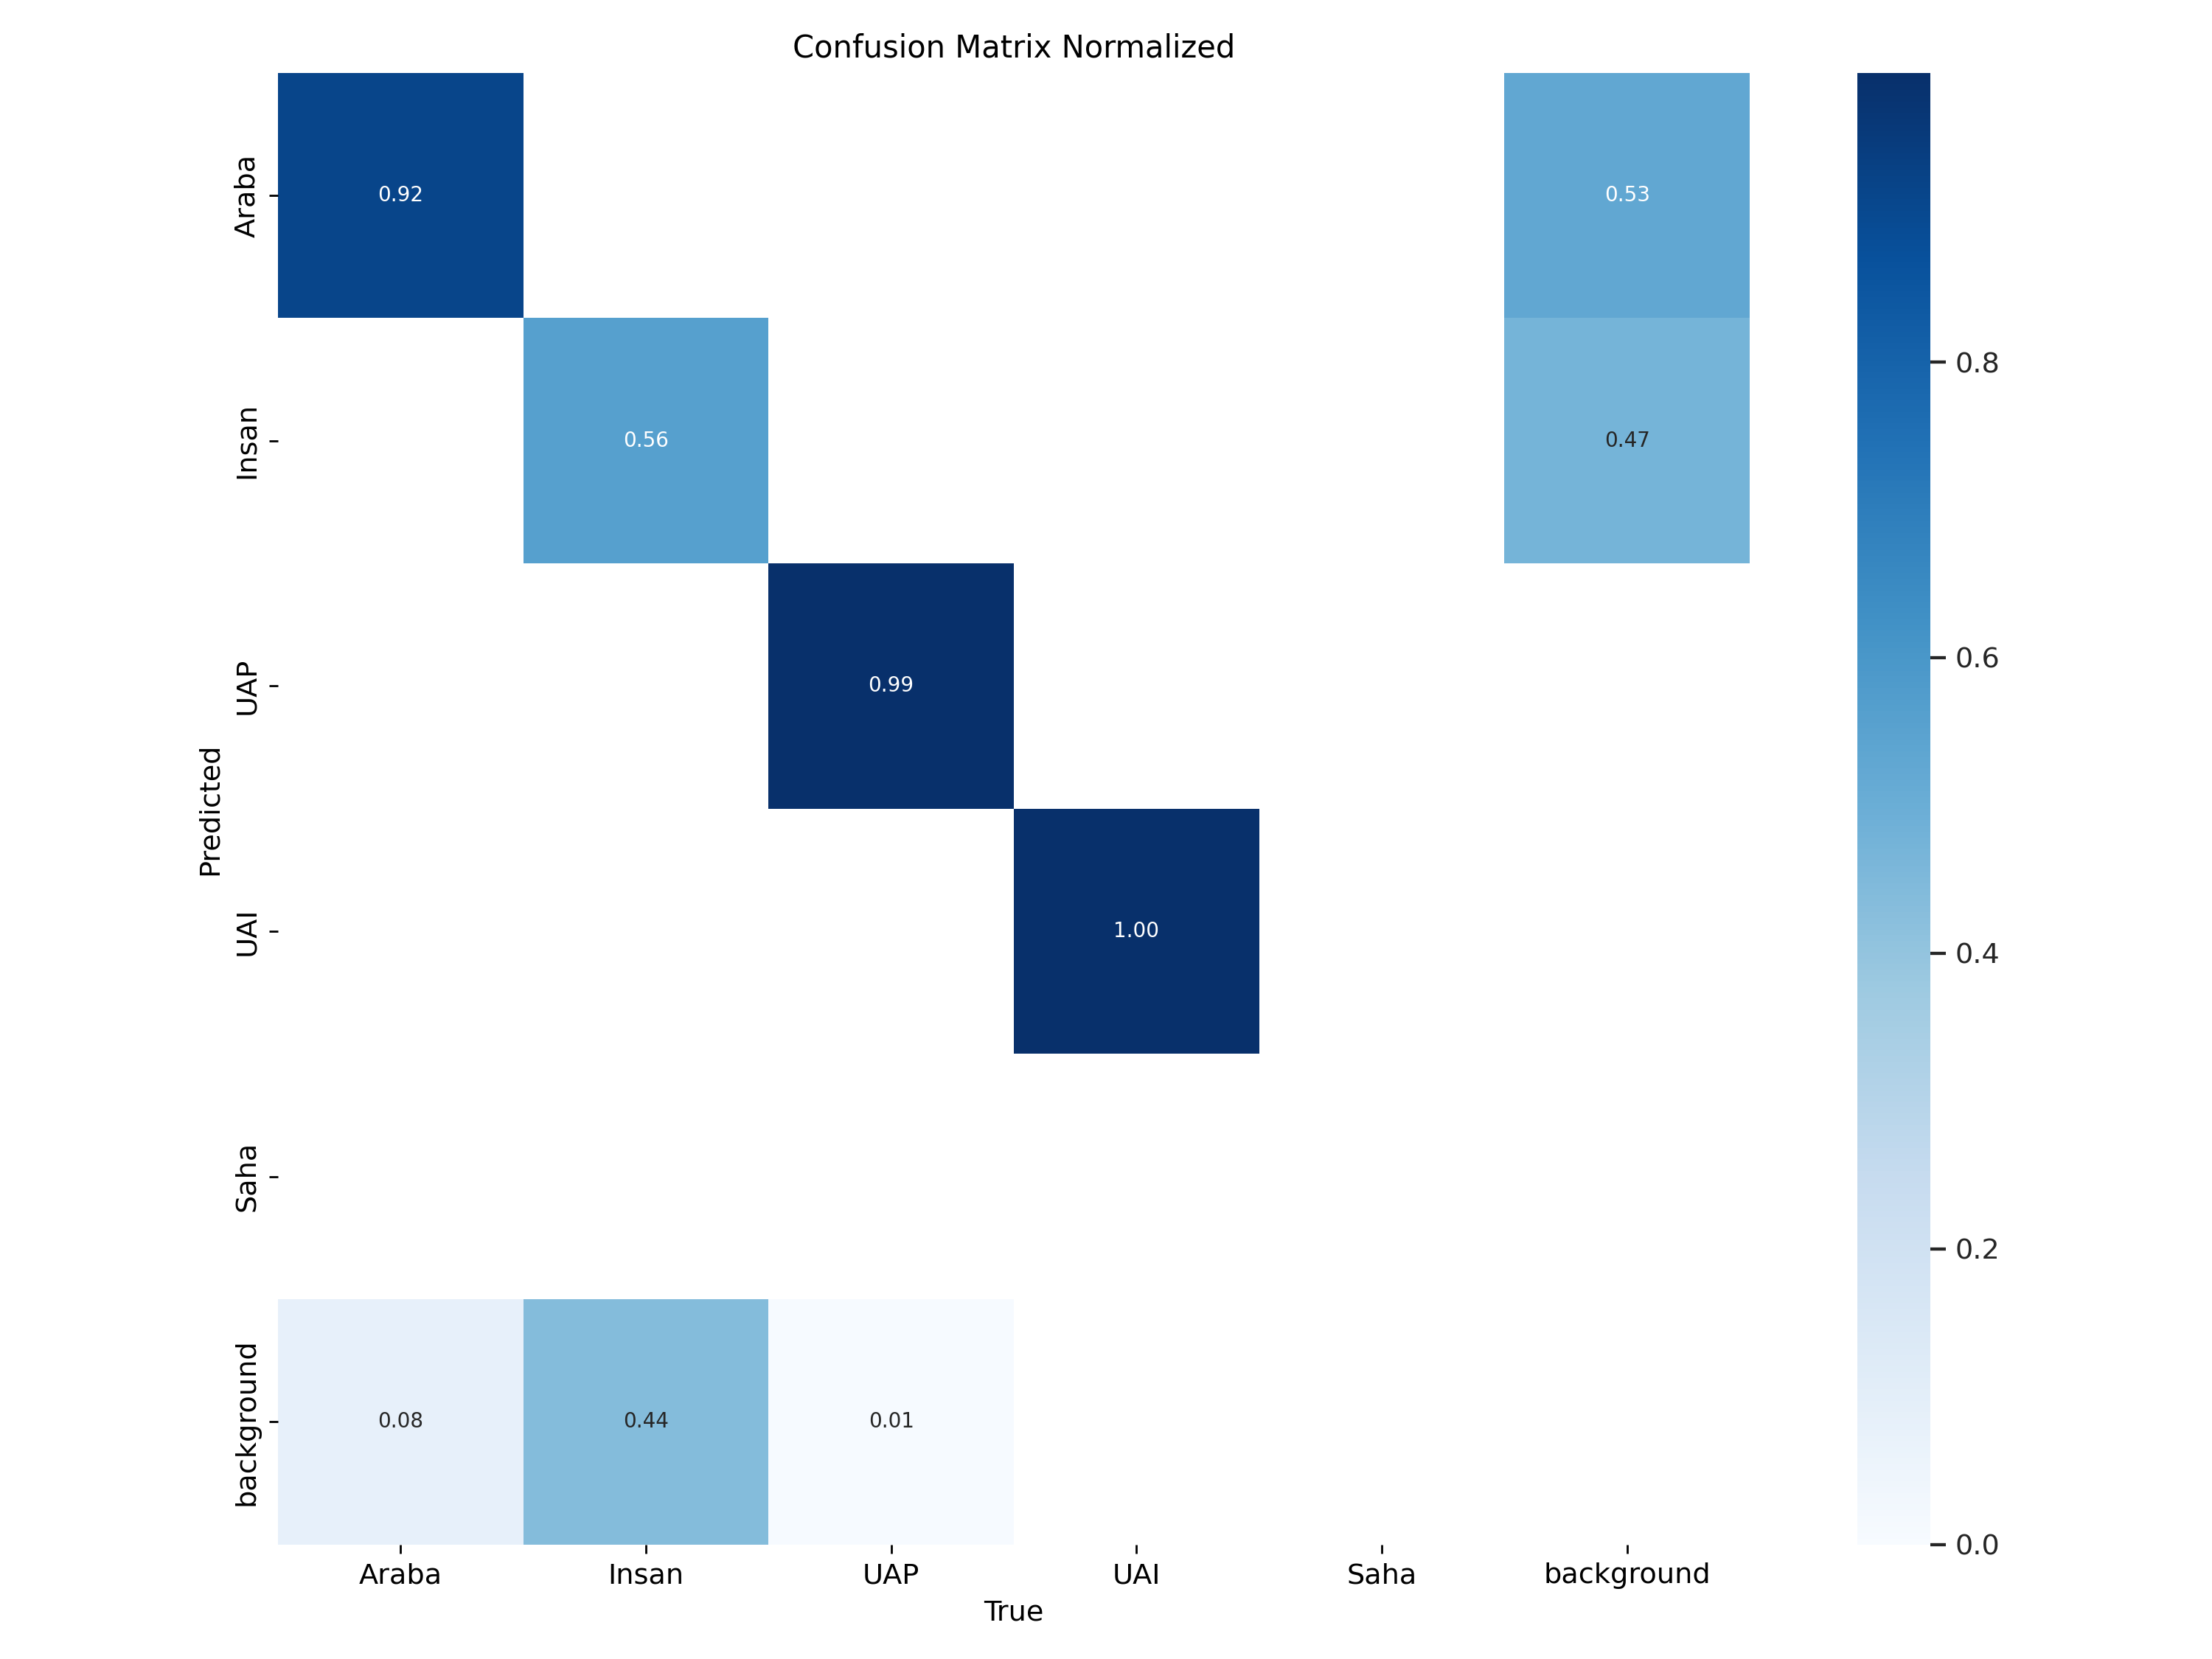 Confusion Matrix Normalized
Araba
0.92
0.53
Insan
0.56
0.47
UAP
0.99
UAI
1.00
Saha
background
0.08
0.44
0.01
Predicted
Araba
Insan
UAP
UAI
Saha
background
True
0.8
0.6
0.4
0.2
0.0